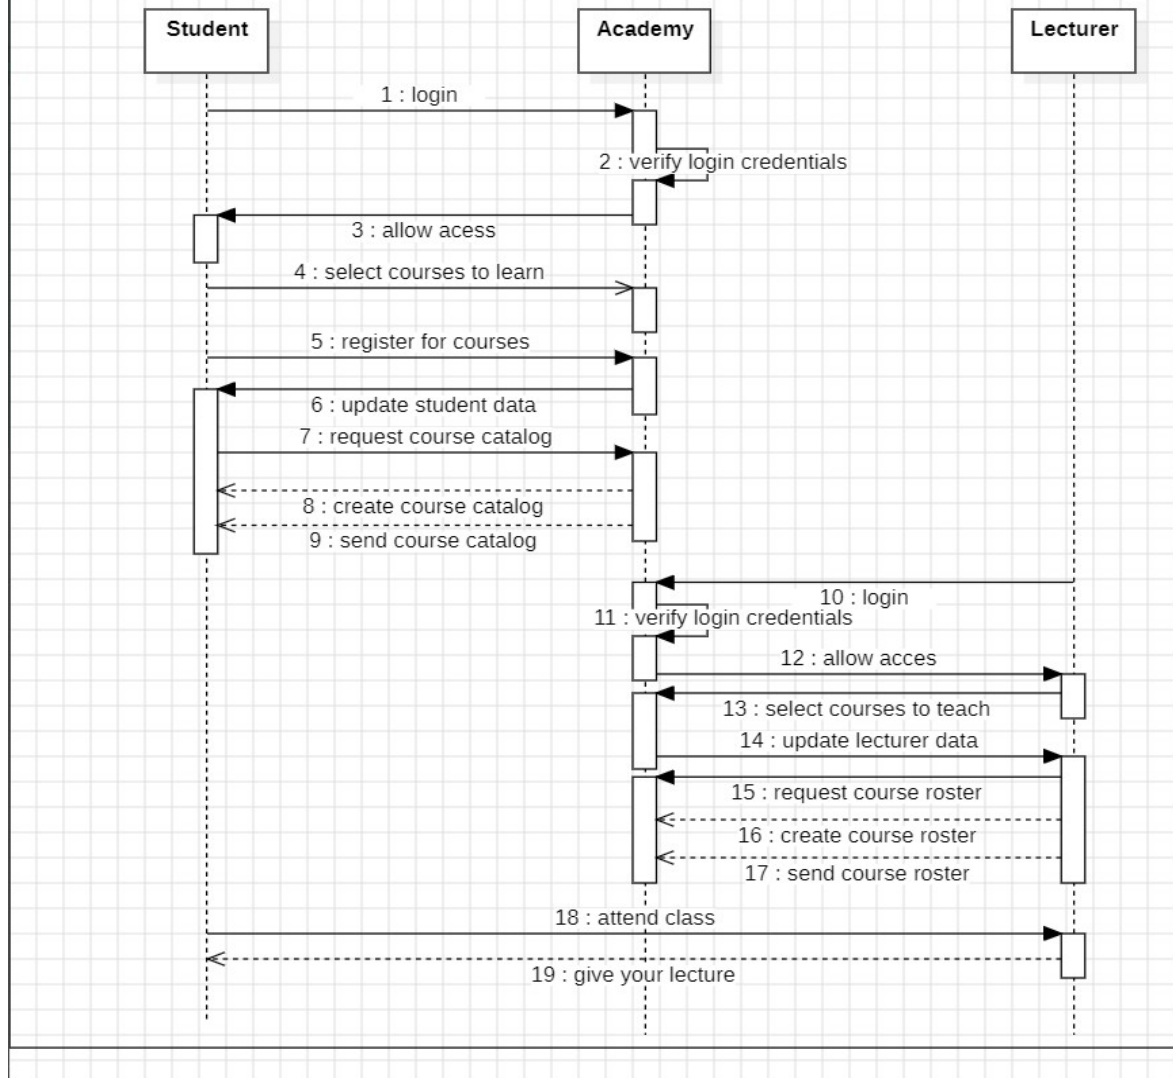 Student
Academy
Lecturer
1 : login
2 : verify login credentials
3 : allow acess
4 : select courses to learn
5 : register for courses
6 : update student data
7 : request course catalog
8 : create course catalog
9 : send course catalog
10 : login
11 : verify login credentials
12 : allow acces
13 : select courses to teach
14 : update lecturer data
15 : request course roster
16 : create course roster
17 : send course roster
18 : attend class
19 : give your lecture